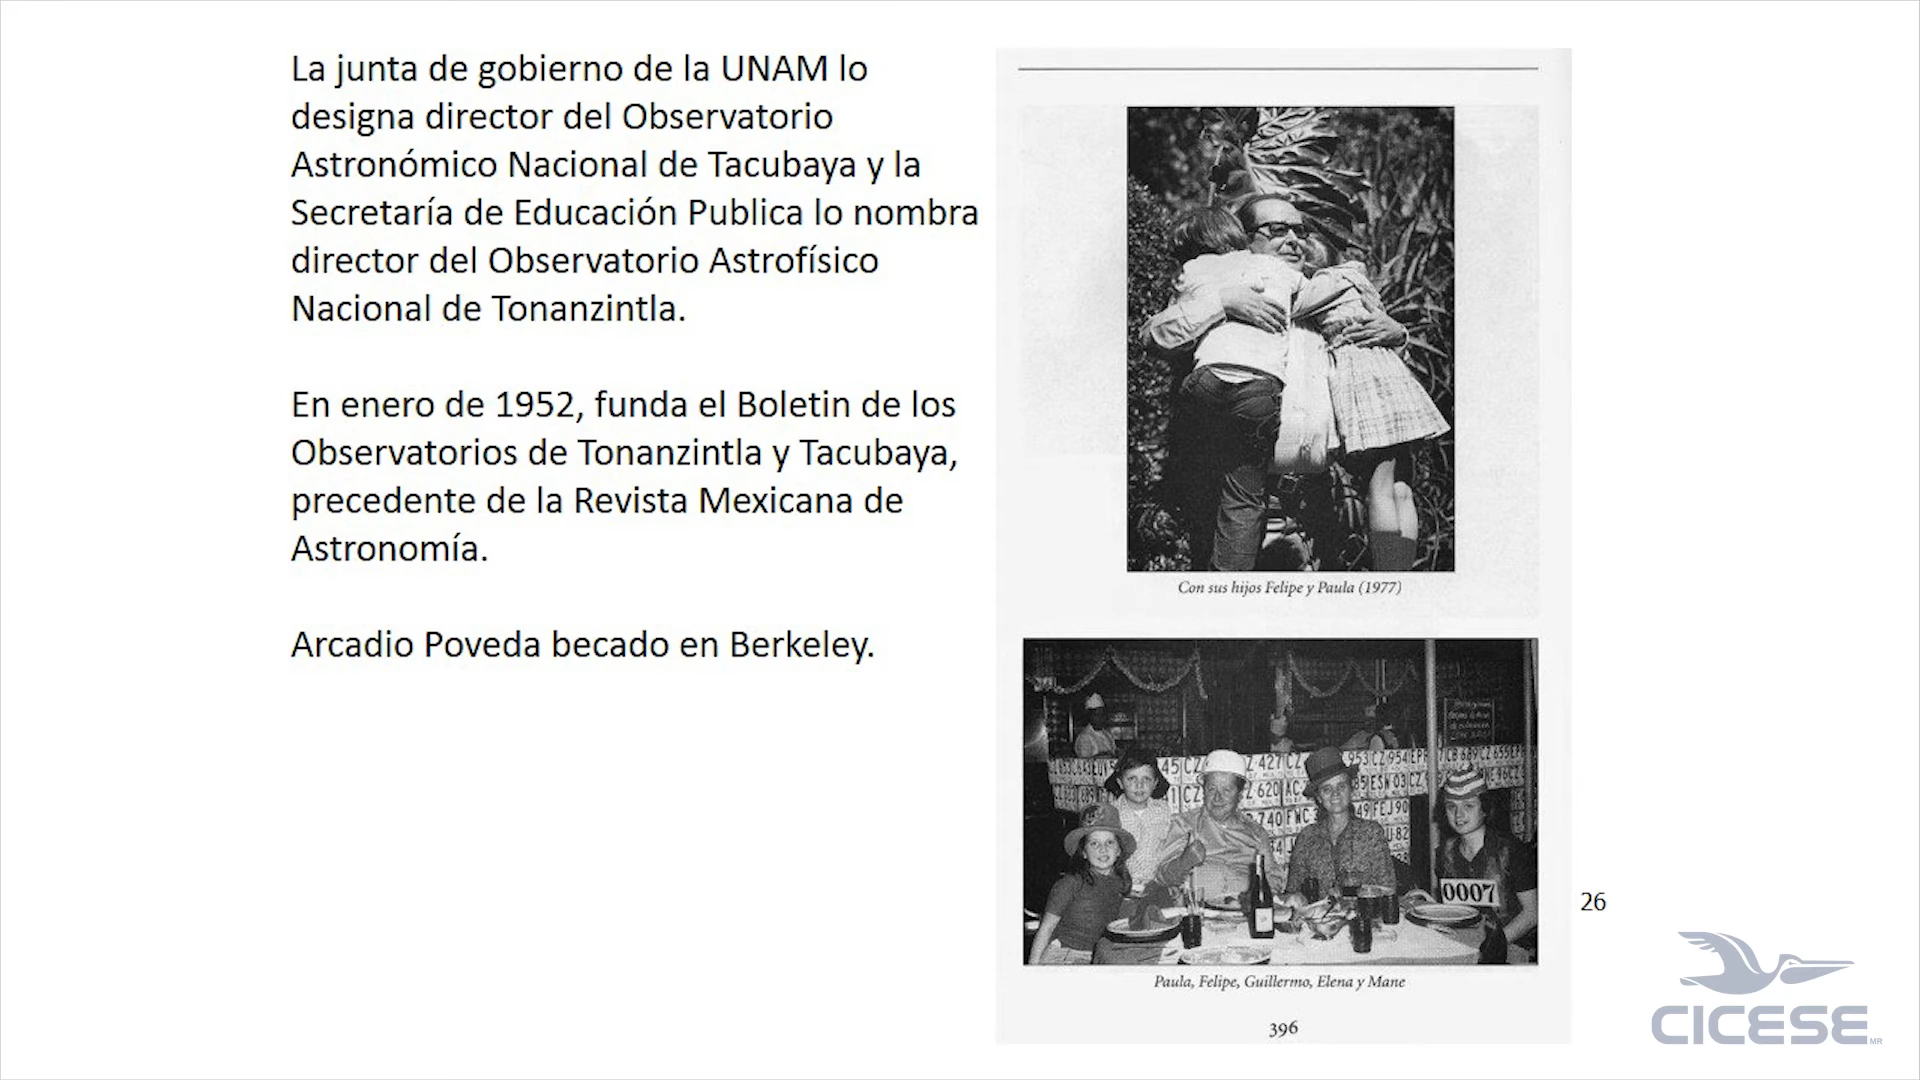 La junta de gobierno de la UNAM lo
designa director del Observatorio
Astronómico Nacional de Tacubaya y la
Secretaría de Educación Publica lo nombra
director del Observatorio Astrofísico
Nacional de Tonanzintla.
En enero de 1952, funda el Boletin de los
Observatorios de Tonanzintla y Tacubaya,
precedente de la Revista Mexicana de
Astronomía.
Arcadio Poveda becado en Berkeley.
Con sus hijos Felipe y Paula (1977)
0007
Paula, Felipe, Guillermo, Elena y Mane
396
26
CICESE
MR